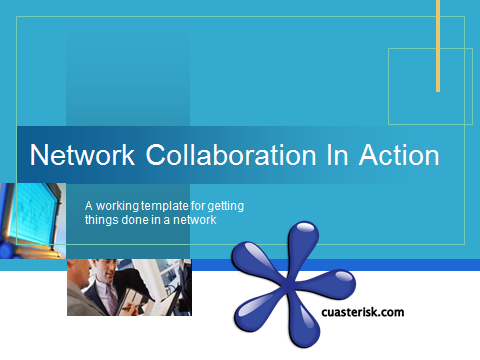 Network Collaboration In Action
A working template for getting
things done in a network
cuasterisk.com